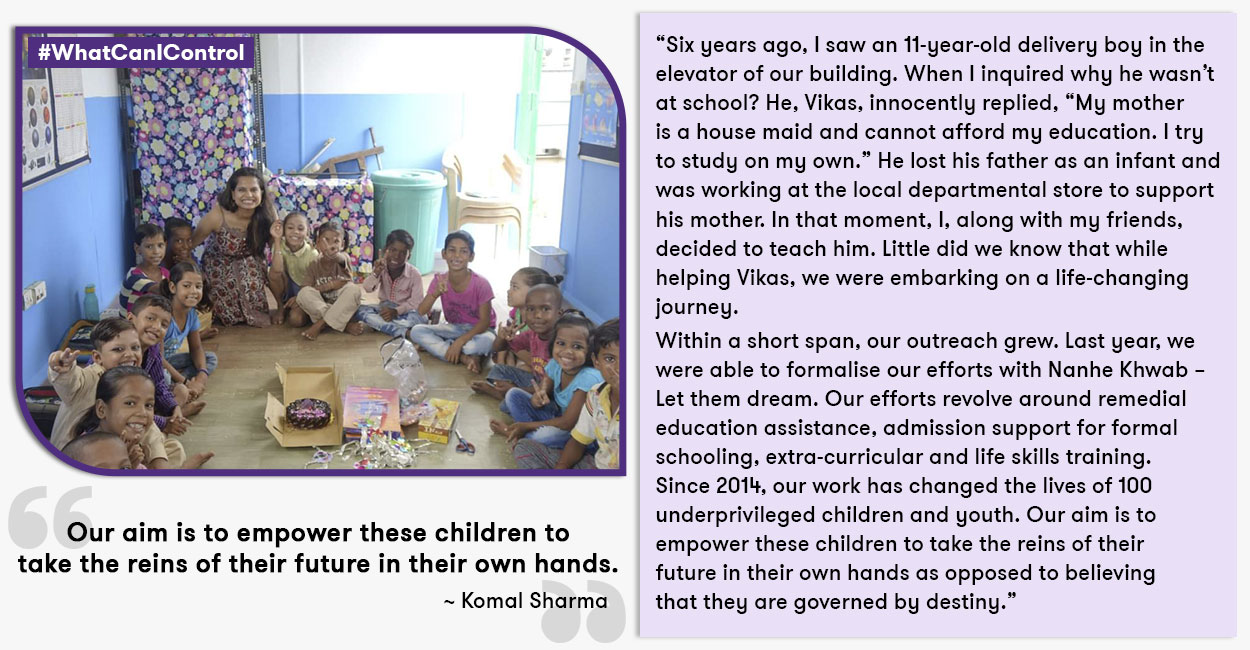 #WhatCanIControl
“Our aim is to empower these children to
take the reins of their future in their own hands.”
~ Komal Sharma
“Six years ago, I saw an 11-year-old delivery boy in the
elevator of our building. When I inquired why he wasn’t
at school? He, Vikas, innocently replied, “My mother
is a house maid and cannot afford my education. I try
to study on my own.” He lost his father as an infant and
was working at the local departmental store to support
his mother. In that moment, I, along with my friends,
decided to teach him. Little did we know that while
helping Vikas, we were embarking on a life-changing
journey.
Within a short span, our outreach grew. Last year, we
were able to formalise our efforts with Nanhe Khwab –
Let them dream. Our efforts revolve around remedial
education assistance, admission support for formal
schooling, extra-curricular and life skills training.
Since 2014, our work has changed the lives of 100
underprivileged children and youth. Our aim is to
empower these children to take the reins of their
future in their own hands as opposed to believing
that they are governed by destiny.”